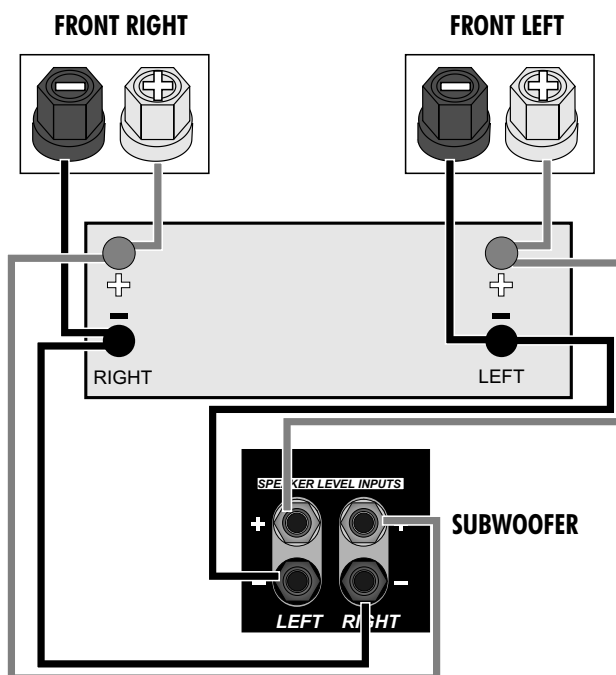 FRONT RIGHT
FRONT LEFT
+
+
−
−
RIGHT
LEFT
SPEAKER LEVEL INPUTS
+
+
SUBWOOFER
−
−
LEFT
RIGHT